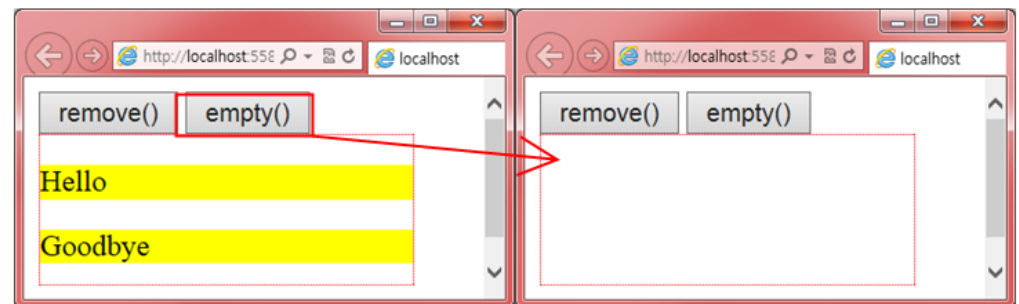 http://localhost:558
localhost
remove()
empty()
Hello
Goodbye
http://localhost:558
localhost
remove()
empty()